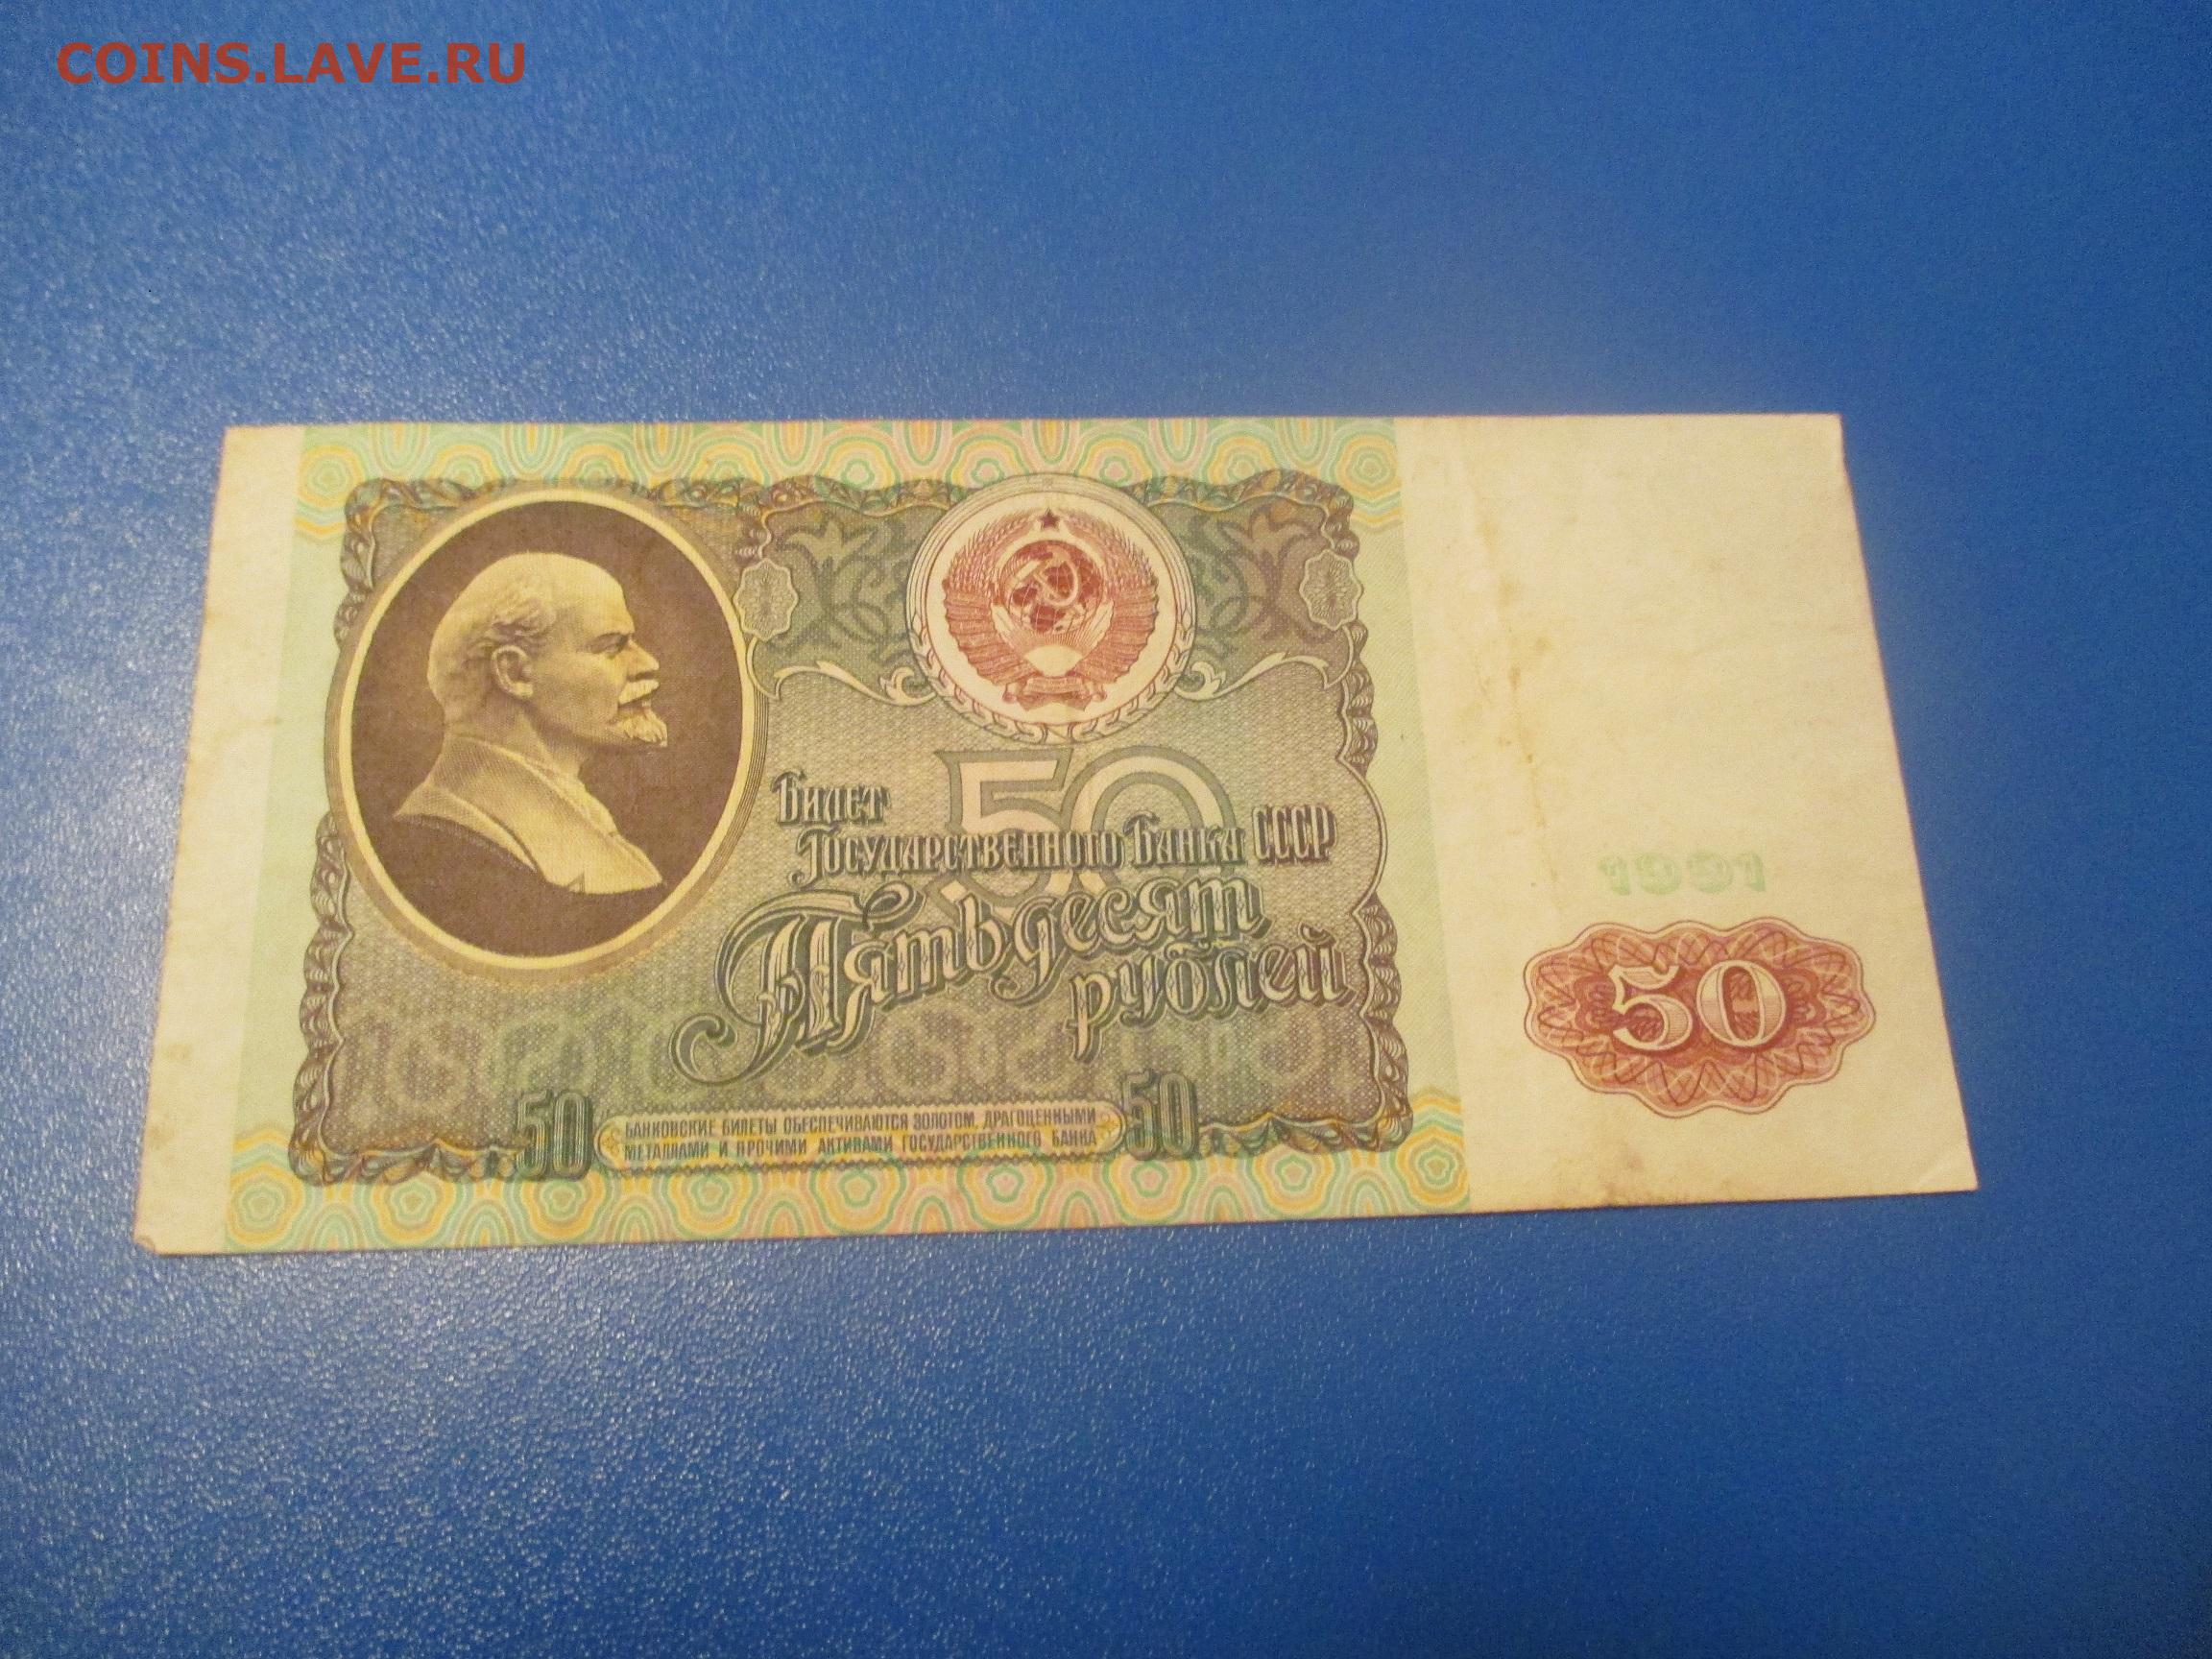 COINS.LAVE.RU
Билет
Государственного Банка СССР
50
Пятьдесят
рублей
1991
50
50
БАНКОВСКИЕ БИЛЕТЫ ОБЕСПЕЧИВАЮТСЯ ЗОЛОТОМ, ДРАГОЦЕННЫМИ
МЕТАЛЛАМИ И ПРОЧИМИ АКТИВАМИ ГОСУДАРСТВЕННОГО БАНКА
50